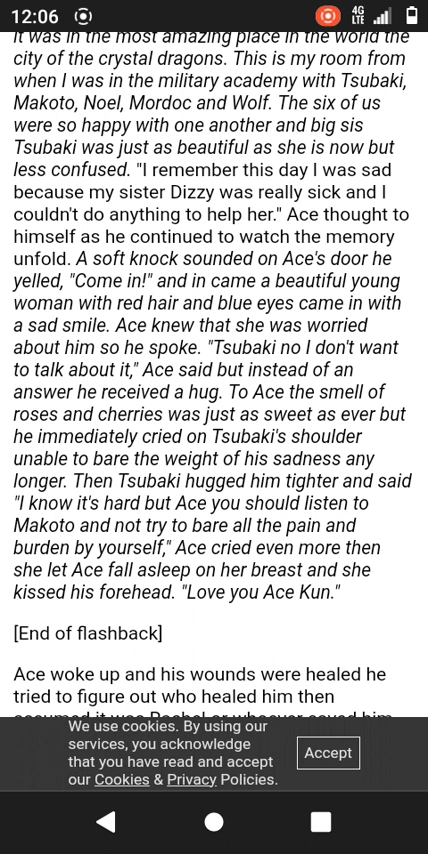 12:06
4G
LTE
it was in the most amazing place in the world the
city of the crystal dragons. This is my room from
when I was in the military academy with Tsubaki,
Makoto, Noel, Mordoc and Wolf. The six of us
were so happy with one another and big sis
Tsubaki was just as beautiful as she is now but
less confused. "I remember this day I was sad
because my sister Dizzy was really sick and I
couldn't do anything to help her." Ace thought to
himself as he continued to watch the memory
unfold. A soft knock sounded on Ace's door he
yelled, "Come in!" and in came a beautiful young
woman with red hair and blue eyes came in with
a sad smile. Ace knew that she was worried
about him so he spoke. "Tsubaki no I don't want
to talk about it," Ace said but instead of an
answer he received a hug. To Ace the smell of
roses and cherries was just as sweet as ever but
he immediately cried on Tsubaki's shoulder
unable to bare the weight of his sadness any
longer. Then Tsubaki hugged him tighter and said
"I know it's hard but Ace you should listen to
Makoto and not try to bare all the pain and
burden by yourself," Ace cried even more then
she let Ace fall asleep on her breast and she
kissed his forehead. "Love you Ace Kun."
[End of flashback]
Ace woke up and his wounds were healed he
tried to figure out who healed him then
assumed it was Rachel or whoever saved him
We use cookies. By using our
services, you acknowledge
that you have read and accept
our Cookies & Privacy Policies.
Accept